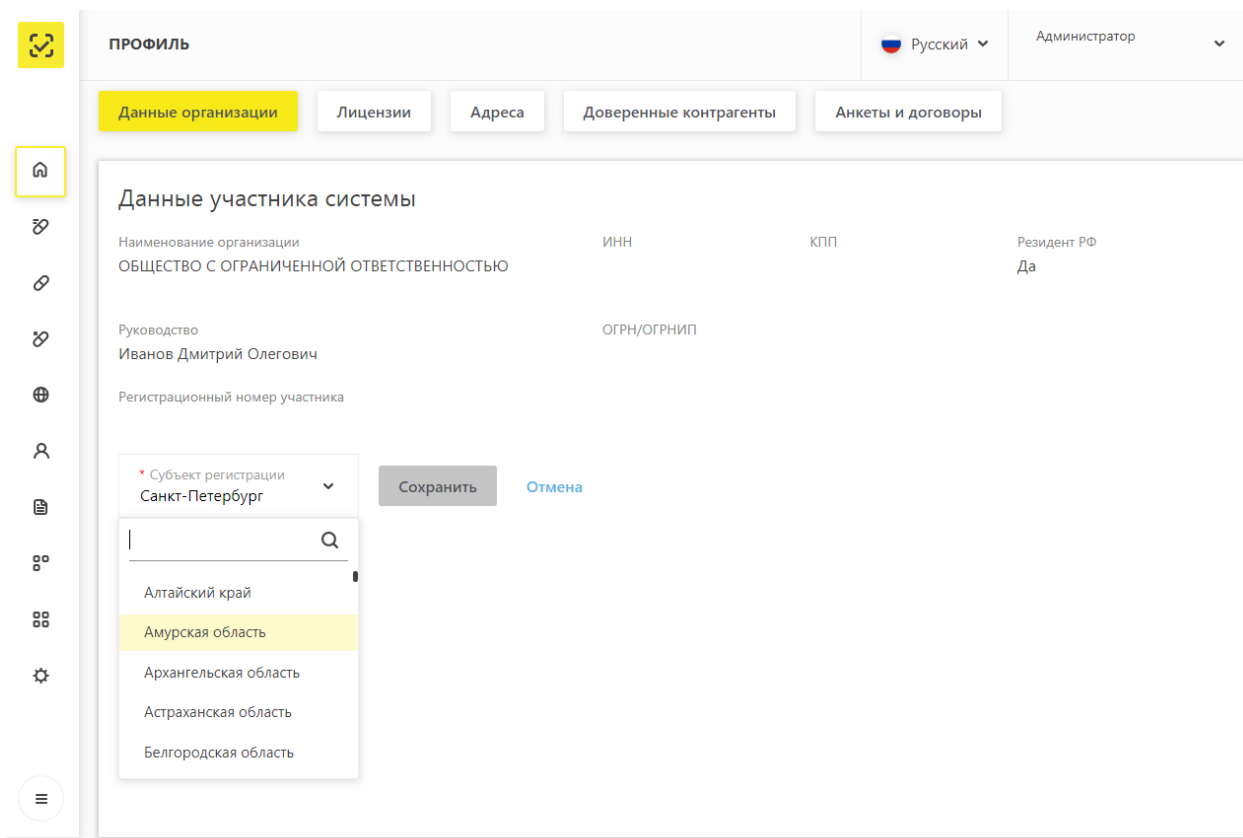 ПРОФИЛЬ
Русский
Администратор
Данные организации
Лицензии
Адреса
Доверенные контрагенты
Анкеты и договоры
Данные участника системы
Наименование организации
ИНН
КПП
Резидент РФ
ОБЩЕСТВО С ОГРАНИЧЕННОЙ ОТВЕТСТВЕННОСТЬЮ
Да
Руководство
ОГРН/ОГРНИП
Иванов Дмитрий Олегович
Регистрационный номер участника
* Субъект регистрации
Санкт-Петербург
Сохранить
Отмена
Алтайский край
Амурская область
Архангельская область
Астраханская область
Белгородская область